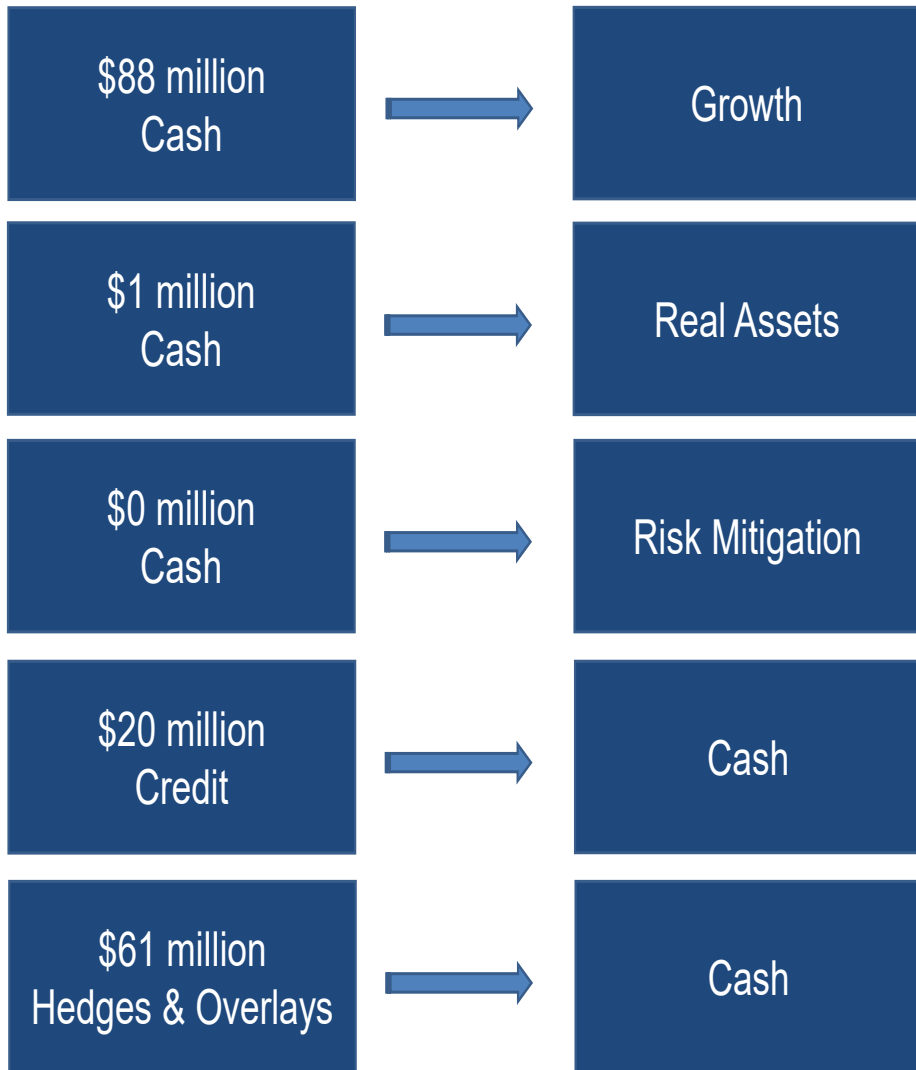 $88 million
Cash
Growth
$1 million
Cash
Real Assets
$0 million
Cash
Risk Mitigation
$20 million
Credit
Cash
$61 million
Hedges & Overlays
Cash